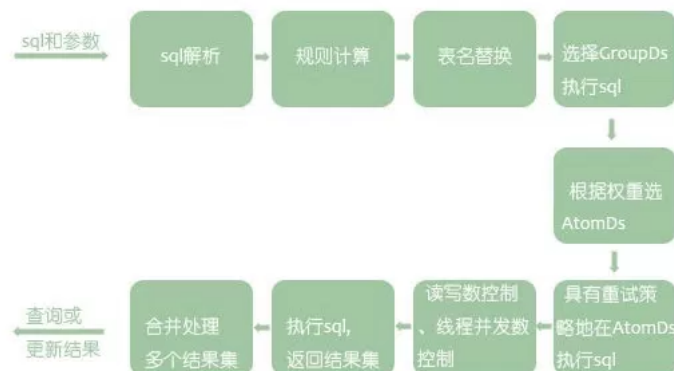 sql和参数
sql解析
规则计算
表名替换
选择GroupDs
执行sql
根据权重选
AtomDs
具有重试策
略地在AtomDs
执行sql
读写数控制
、线程并发数
控制
执行sql,
返回结果集
合并处理
多个结果集
查询或
更新结果